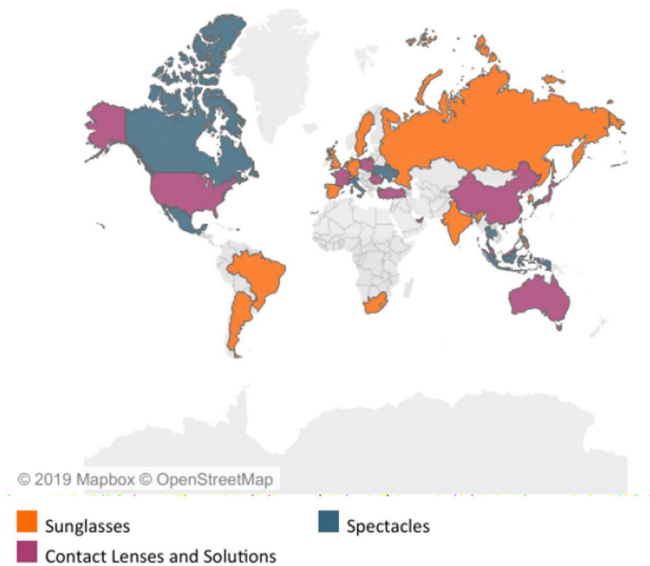 © 2019 Mapbox © OpenStreetMap
Sunglasses
Spectacles
Contact Lenses and Solutions